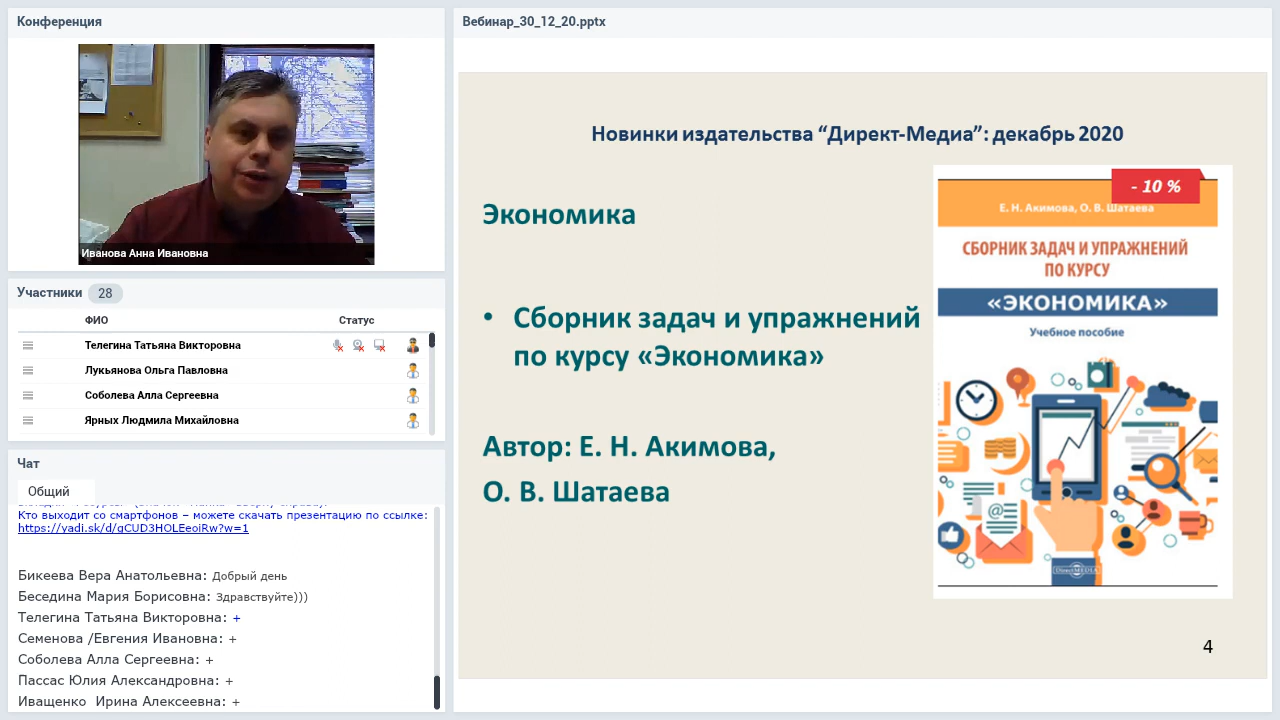 Конференция
Иванова Анна Ивановна
Участники 28
ФИО Статус
Телегина Татьяна Викторовна
Лукьянова Ольга Павловна
Соболева Алла Сергеевна
Ярных Людмила Михайловна
Чат
Общий
Кто выходит со смартфонов – можете скачать презентацию по ссылке:
https://yadi.sk/d/gCUD3HOLEeoiRw?w=1
Бикеева Вера Анатольевна: Добрый день
Беседина Мария Борисовна: Здравствуйте)))
Телегина Татьяна Викторовна: +
Семенова /Евгения Ивановна: +
Соболева Алла Сергеевна: +
Пассас Юлия Александровна: +
Иващенко Ирина Алексеевна: +
Вебинар_30_12_20.pptx
Новинки издательства “Директ-Медиа”: декабрь 2020
Экономика
• Сборник задач и упражнений
по курсу «Экономика»
Автор: Е. Н. Акимова,
О. В. Шатаева
- 10 %
Е. Н. Акимова, О. В. Шатаева
СБОРНИК ЗАДАЧ И УПРАЖНЕНИЙ
ПО КУРСУ
«ЭКОНОМИКА»
Учебное пособие
DirectMEDIA
4